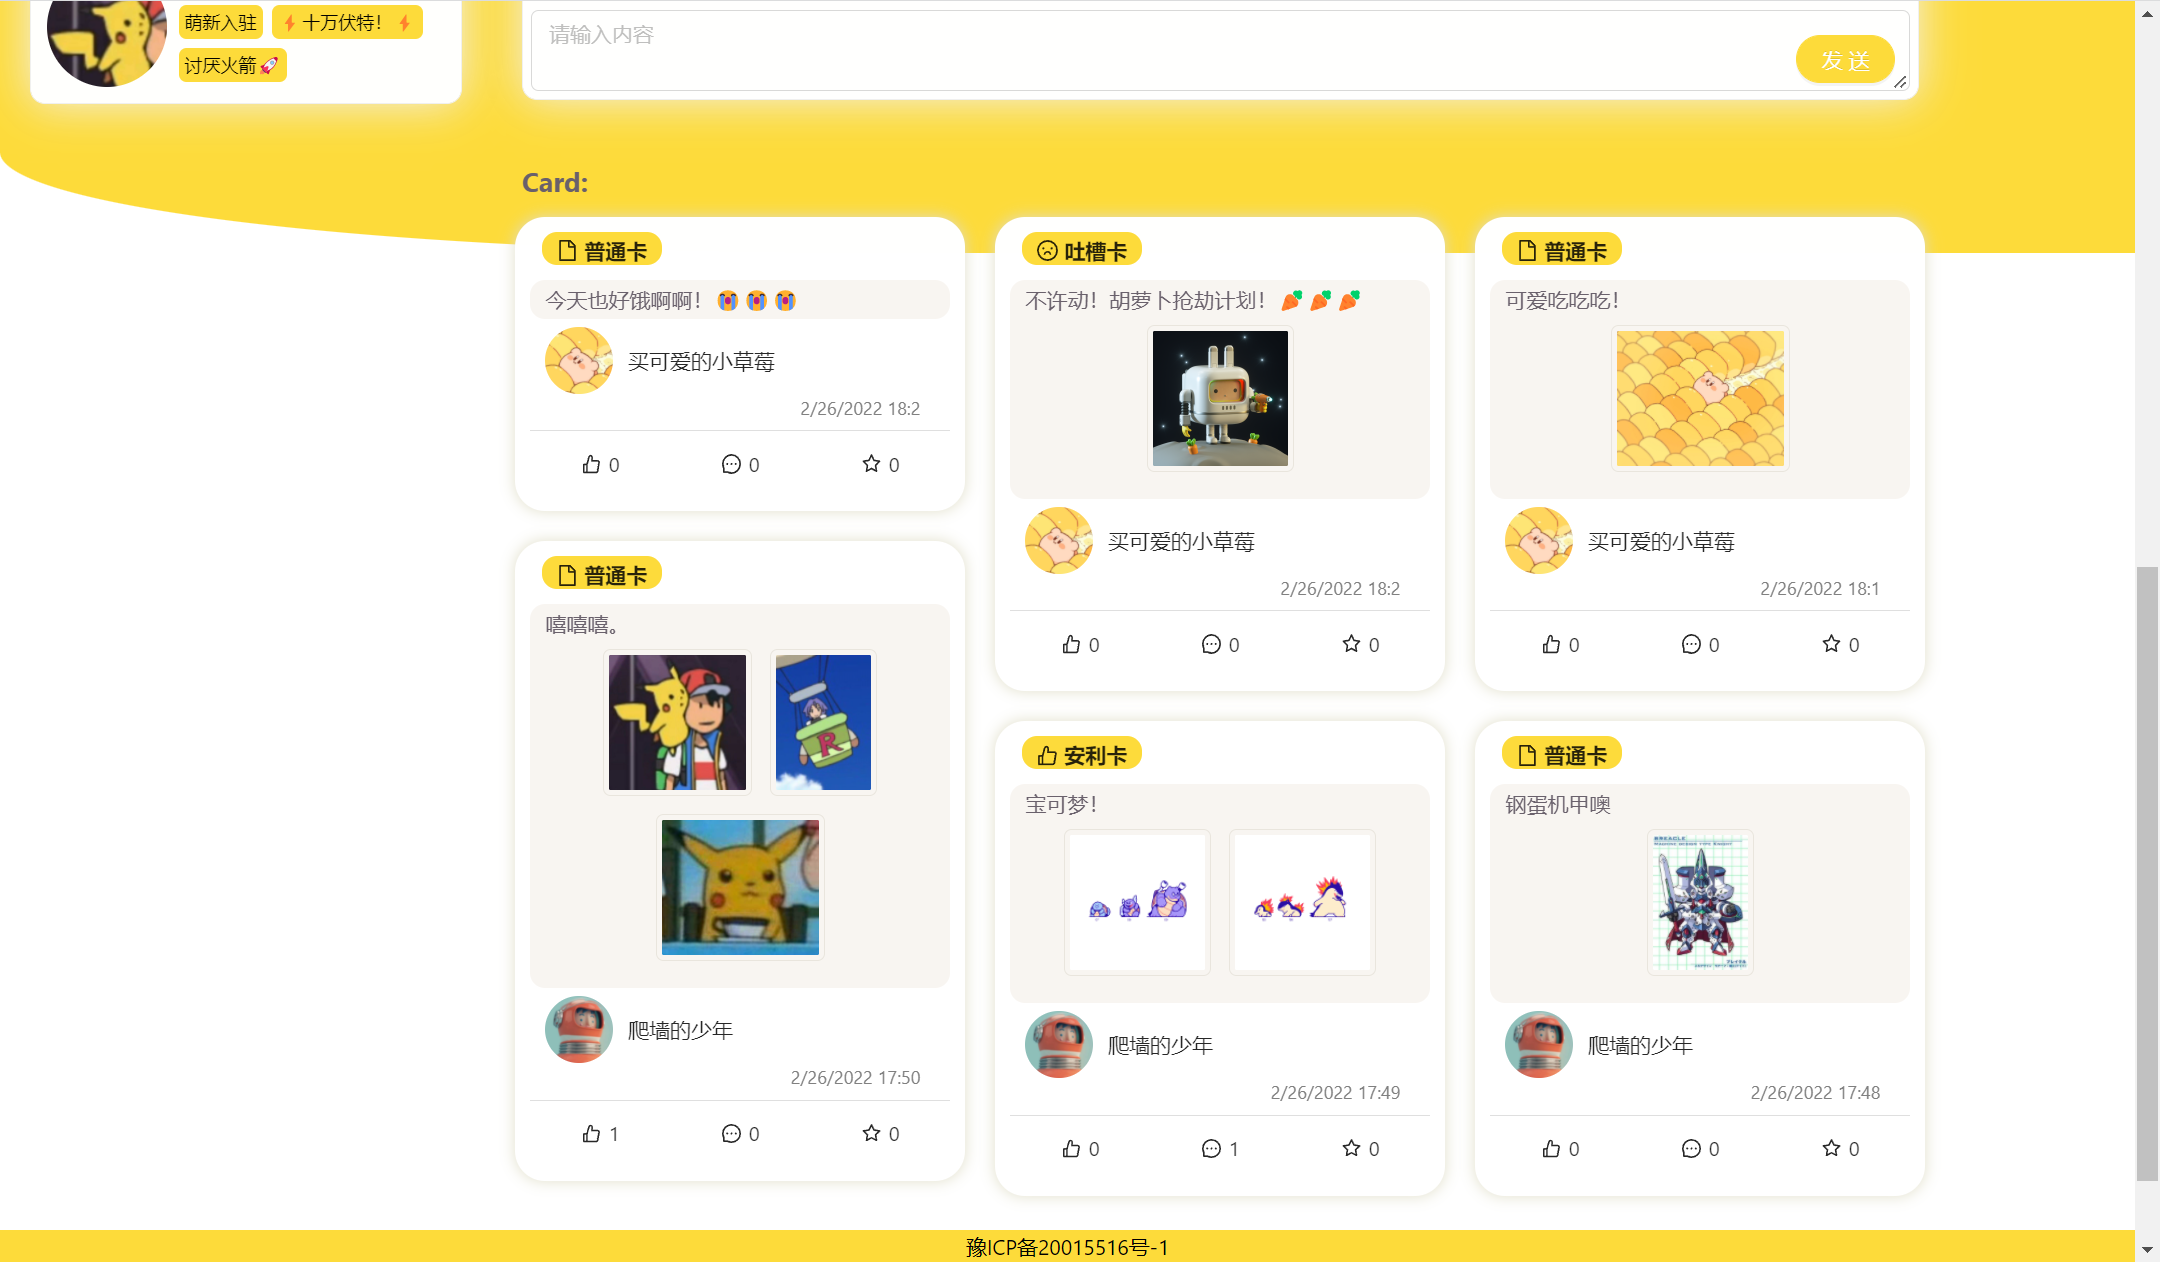 萌新入驻
⚡十万伏特！⚡
讨厌火箭🚀
请输入内容
发 送
Card:
普通卡
今天也好饿啊啊！😭😭😭
买可爱的小草莓
2/26/2022 18:2
0 0 0
吐槽卡
不许动！胡萝卜抢劫计划！🥕🥕🥕
买可爱的小草莓
2/26/2022 18:2
0 0 0
普通卡
可爱吃吃吃！
买可爱的小草莓
2/26/2022 18:1
0 0 0
普通卡
嘻嘻嘻。
R
爬墙的少年
2/26/2022 17:50
1 0 0
安利卡
宝可梦！
爬墙的少年
2/26/2022 17:49
0 1 0
普通卡
钢蛋机甲噢
爬墙的少年
2/26/2022 17:48
0 0 0
豫ICP备20015516号-1